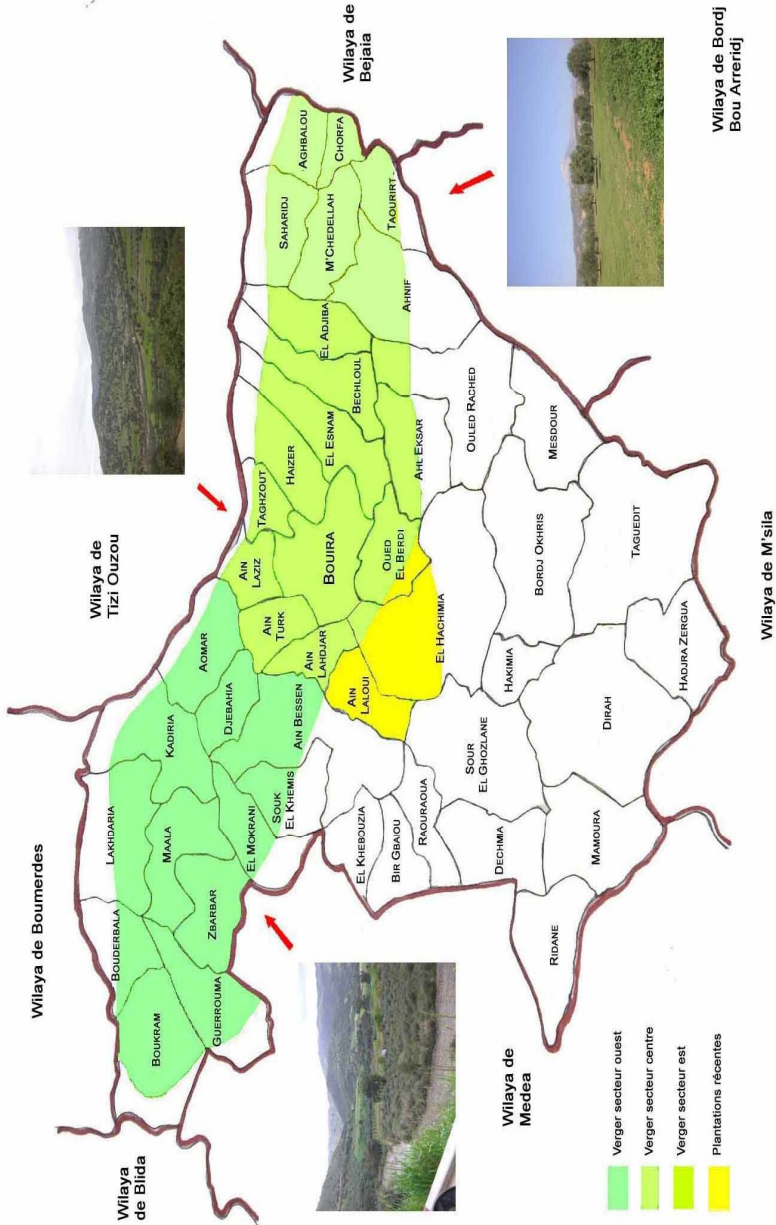 Wilaya de Boumerdes
Wilaya de
Tizi Ouzou
Wilaya de
Bejaia
Wilaya
de Blida
Wilaya de
Medea
Wilaya de M'sila
Wilaya de Bordj
Bou Arreridj
BOUKRAM
GUERROUMA
BOUDERBALA
ZBARBAR
LAKHDARIA
MAALA
EL MOKRANI
KADIRIA
DJEBAHIA
AOMAR
SOUK
EL KHEMIS
AIN BESSEN
AIN
LAZIZ
AIN
TURK
AIN
LAHDJAR
AIN
LALOUI
TAGHZOUT
HAIZER
BOUIRA
OUED
EL BERDI
EL HACHIMIA
EL ESNAM
BECHLOUL
EL ADJIBA
AHL EKSAR
SAHARIDJ
M'CHEDELLAH
AGHBALOU
CHORFA
TAOURIRT
AHNIF
OULED RACHED
MESDOUR
BORDJ OKHRIS
TAGUEDIT
HAKIMIA
HADJRA ZERGUA
DIRAH
SOUR
EL GHOZLANE
EL KHEBOUZIA
BIR GBAIOU
RAOURAOUA
DECHMIA
MAMOURA
RIDANE
Verger secteur ouest
Verger secteur centre
Verger secteur est
Plantations récentes